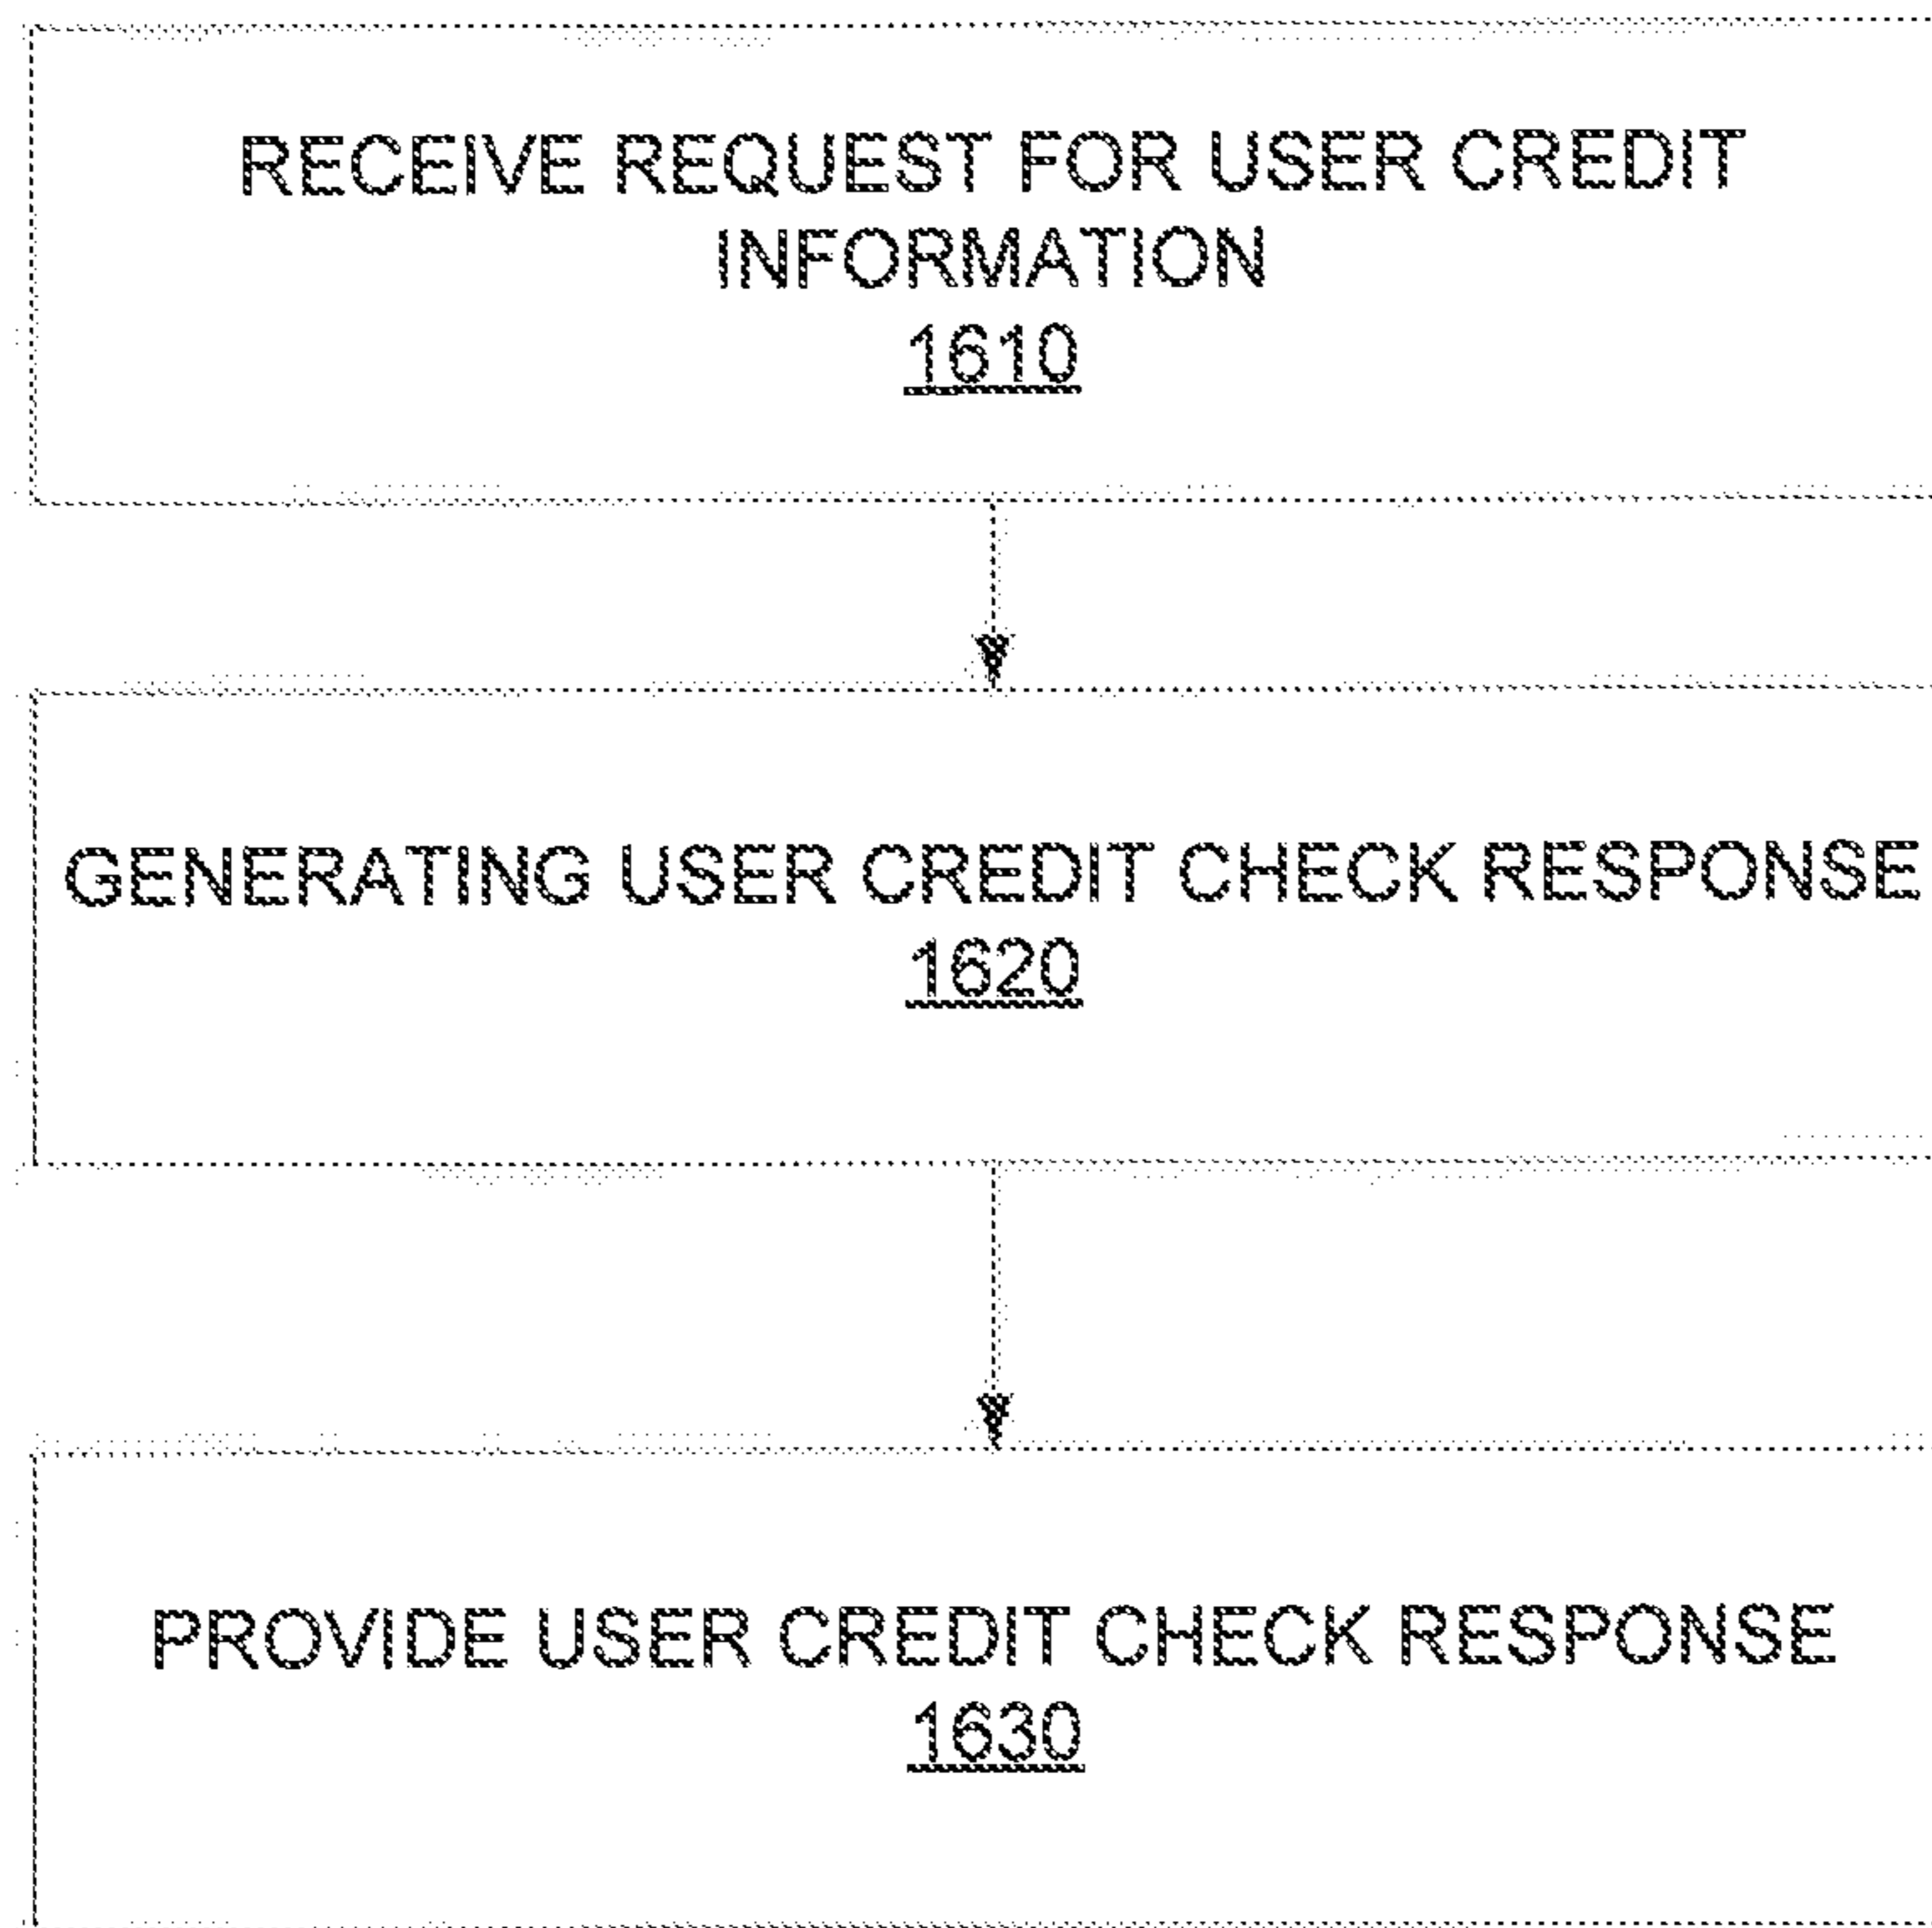 RECEIVE REQUEST FOR USER CREDIT
INFORMATION
1610
GENERATING USER CREDIT CHECK RESPONSE
1620
PROVIDE USER CREDIT CHECK RESPONSE
1630